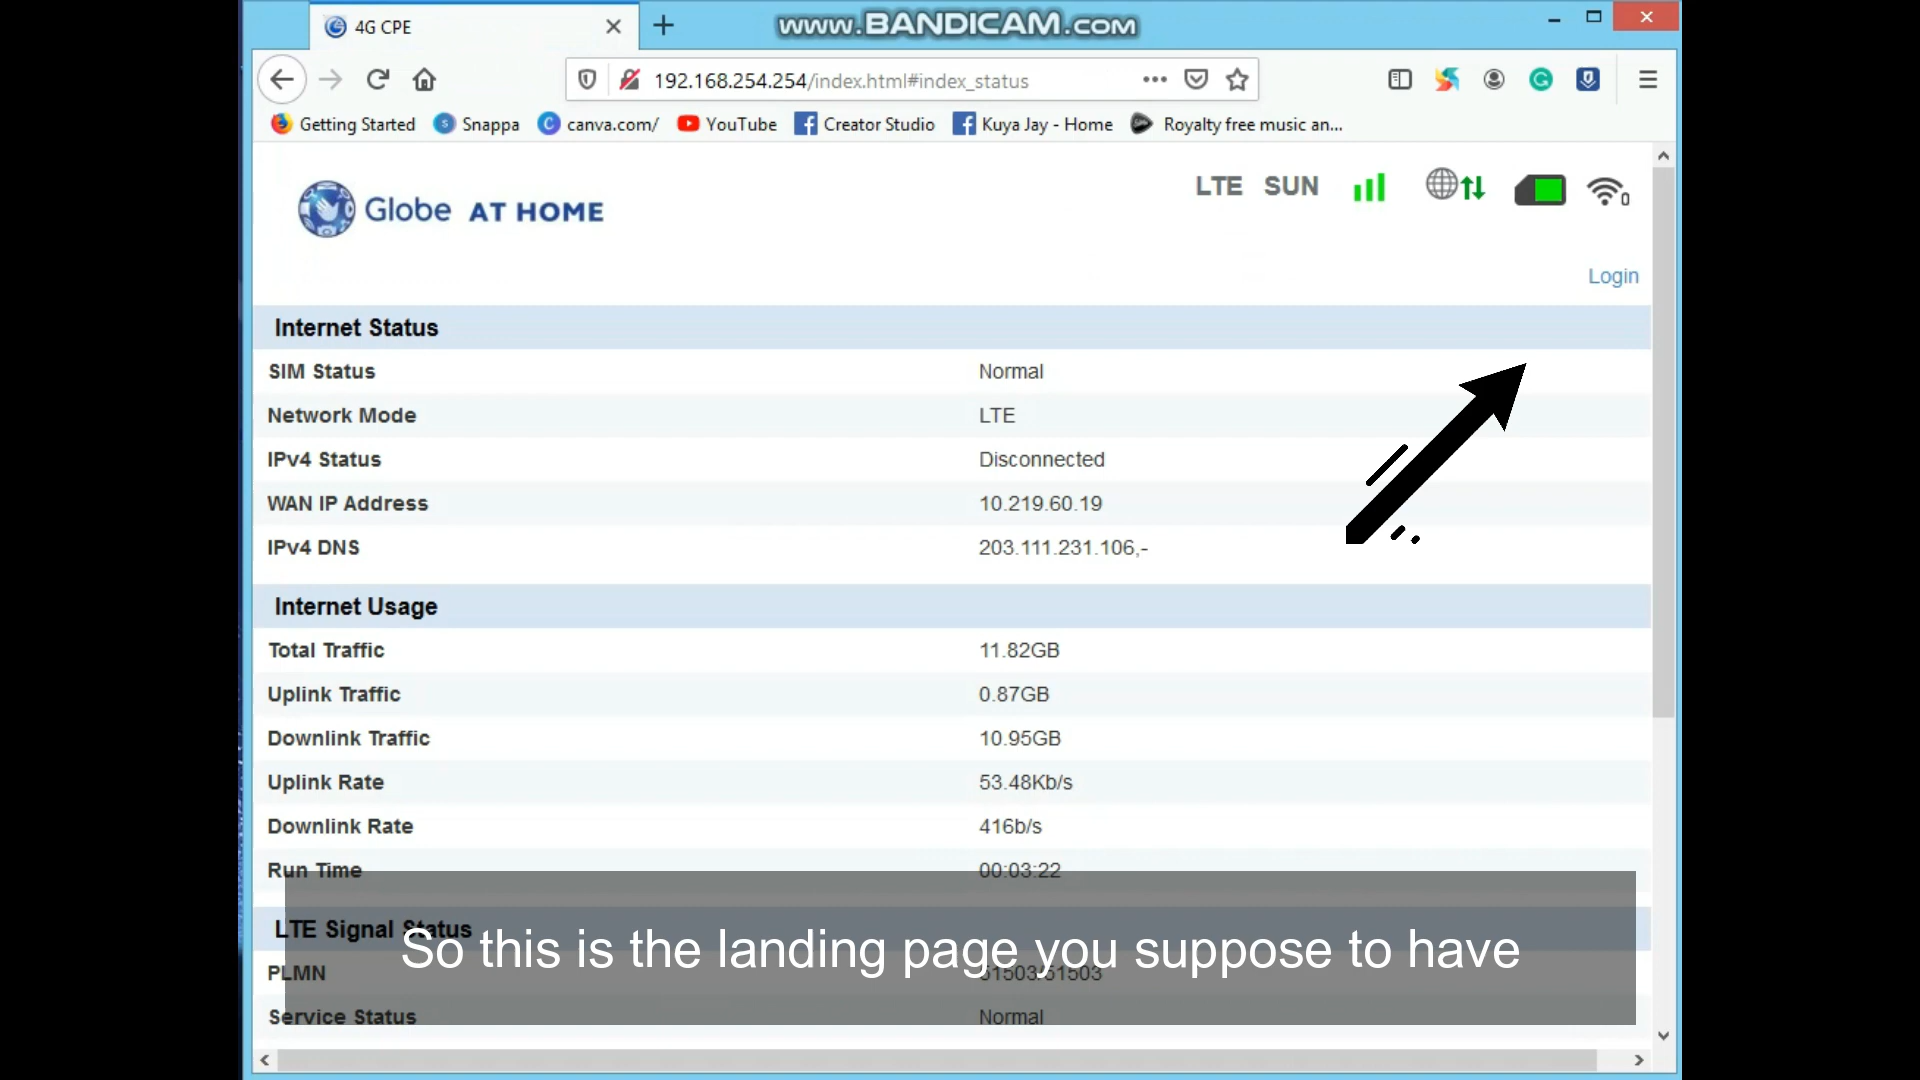 4G CPE
www.BANDICAM.com
192.168.254.254/index.html#index_status
Getting Started
Snappa
canva.com/
YouTube
Creator Studio
Kuya Jay - Home
Royalty free music an...
Globe AT HOME
LTE SUN
0
Login
Internet Status
SIM Status Normal
Network Mode LTE
IPv4 Status Disconnected
WAN IP Address 10.219.60.19
IPv4 DNS 203.111.231.106,-
Internet Usage
Total Traffic 11.82GB
Uplink Traffic 0.87GB
Downlink Traffic 10.95GB
Uplink Rate 53.48Kb/s
Downlink Rate 416b/s
Run Time 00:03:22
LTE Signal Status
So this is the landing page you suppose to have
PLMN 51503/51503
Service Status Normal